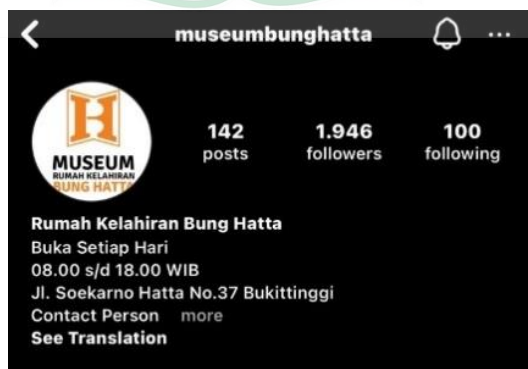 museumbunghatta
142 1.946 100
posts followers following
H
MUSEUM
RUMAH KELAHIRAN
BUNG HATTA
Rumah Kelahiran Bung Hatta
Buka Setiap Hari
08.00 s/d 18.00 WIB
Jl. Soekarno Hatta No.37 Bukittinggi
Contact Person more
See Translation